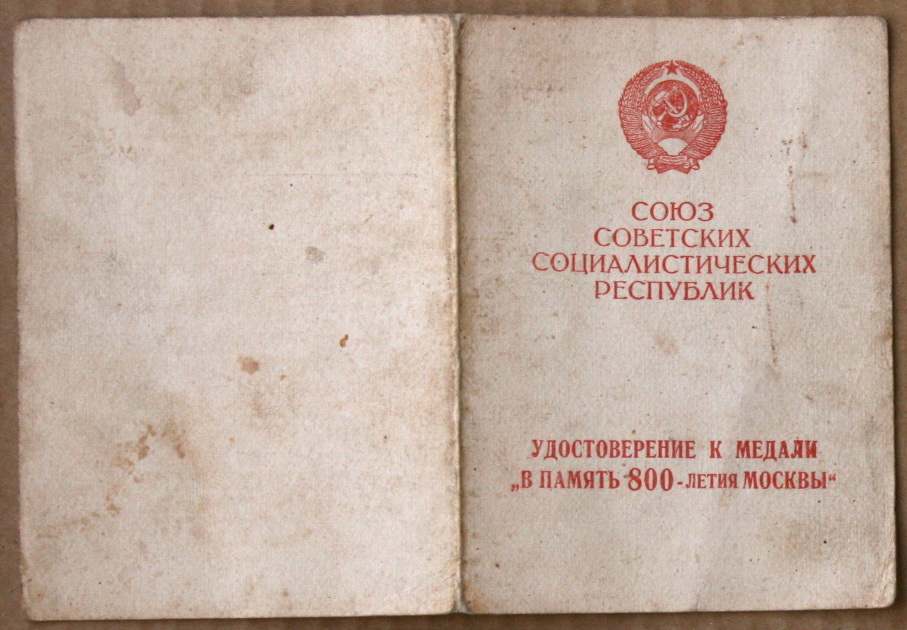 СОЮЗ
СОВЕТСКИХ
СОЦИАЛИСТИЧЕСКИХ
РЕСПУБЛИК
УДОСТОВЕРЕНИЕ К МЕДАЛИ
„В ПАМЯТЬ 800-ЛЕТИЯ МОСКВЫ“